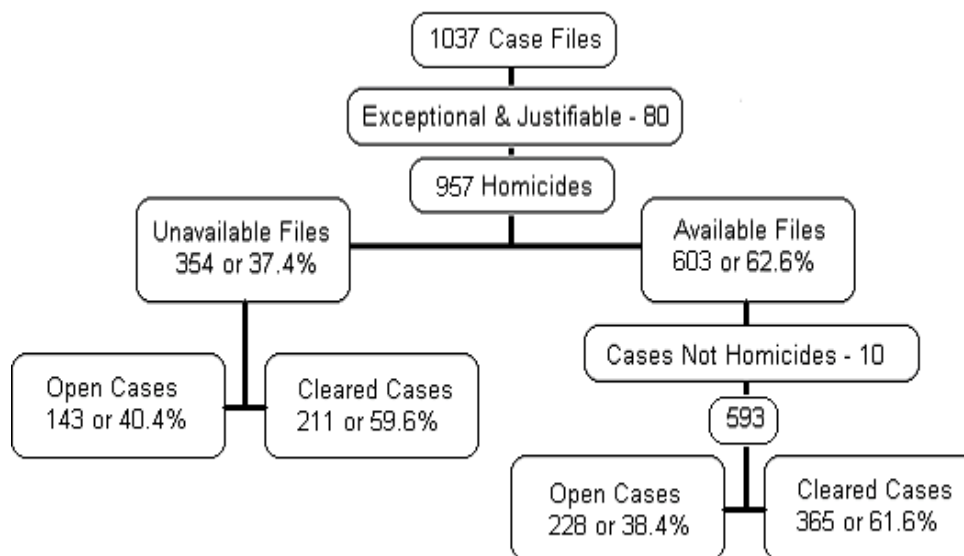 1037 Case Files
Exceptional & Justifiable - 80
957 Homicides
Unavailable Files
354 or 37.4%
Available Files
603 or 62.6%
Cases Not Homicides - 10
Open Cases
143 or 40.4%
Cleared Cases
211 or 59.6%
593
Open Cases
228 or 38.4%
Cleared Cases
365 or 61.6%